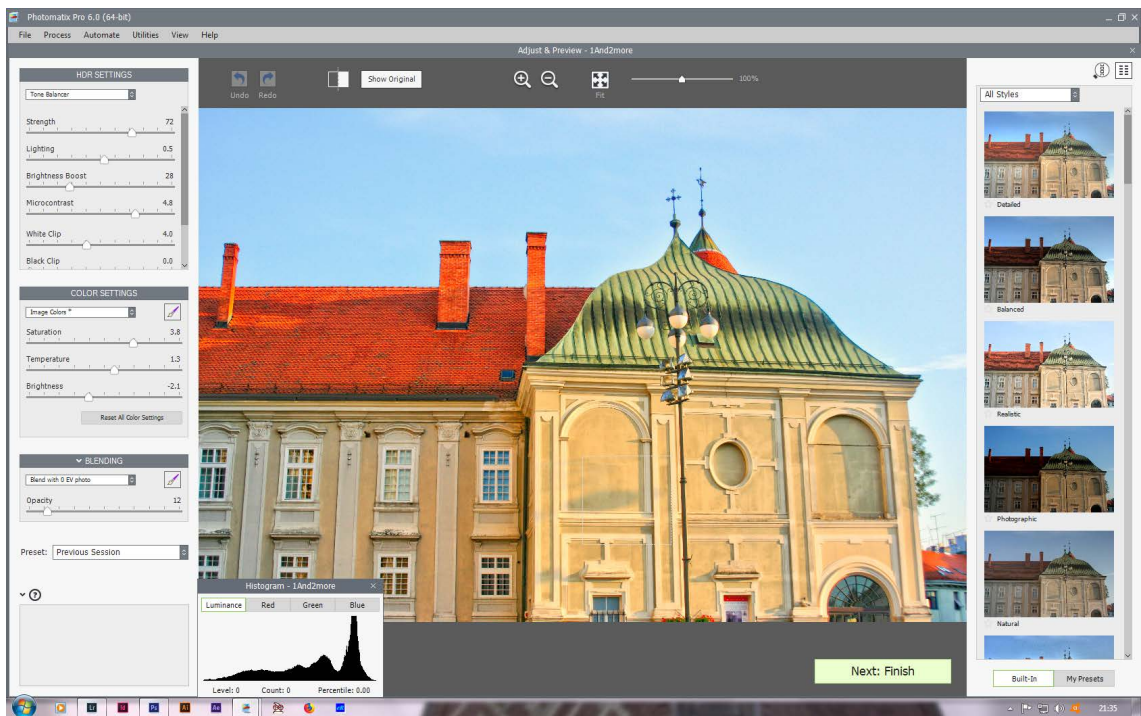 Photomatix Pro 6.0 (64-bit)
File Process Automate Utilities View Help
Adjust & Preview - 1And2more
HDR SETTINGS
Tone Balancer
Strength 72
Lighting 0.5
Brightness Boost 28
Microcontrast 4.8
White Clip 4.0
Black Clip 0.0
COLOR SETTINGS
Image Colors *
Saturation 3.8
Temperature 1.3
Brightness -2.1
Reset All Color Settings
BLENDING
Blend with 0 EV photo
Opacity 12
Preset: Previous Session
Undo Redo
Show Original
Fit
100%
Histogram - 1And2more
Luminance Red Green Blue
Level: 0 Count: 0 Percentile: 0.00
Next: Finish
All Styles
Detailed
Balanced
Realistic
Photographic
Natural
Built-In My Presets
Lr Id Ps Ai Ae
21:35